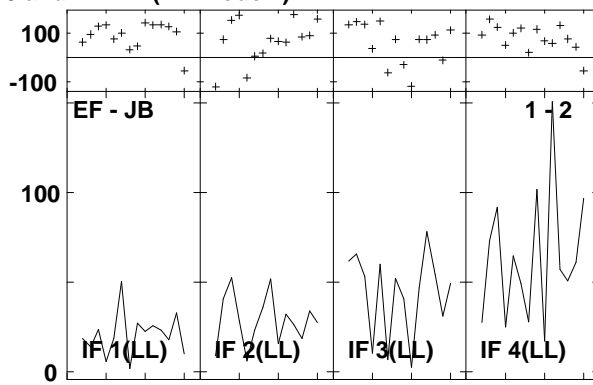 100
-100
EF - JB
1 - 2
100
0
IF 1(LL)
IF 2(LL)
IF 3(LL)
IF 4(LL)